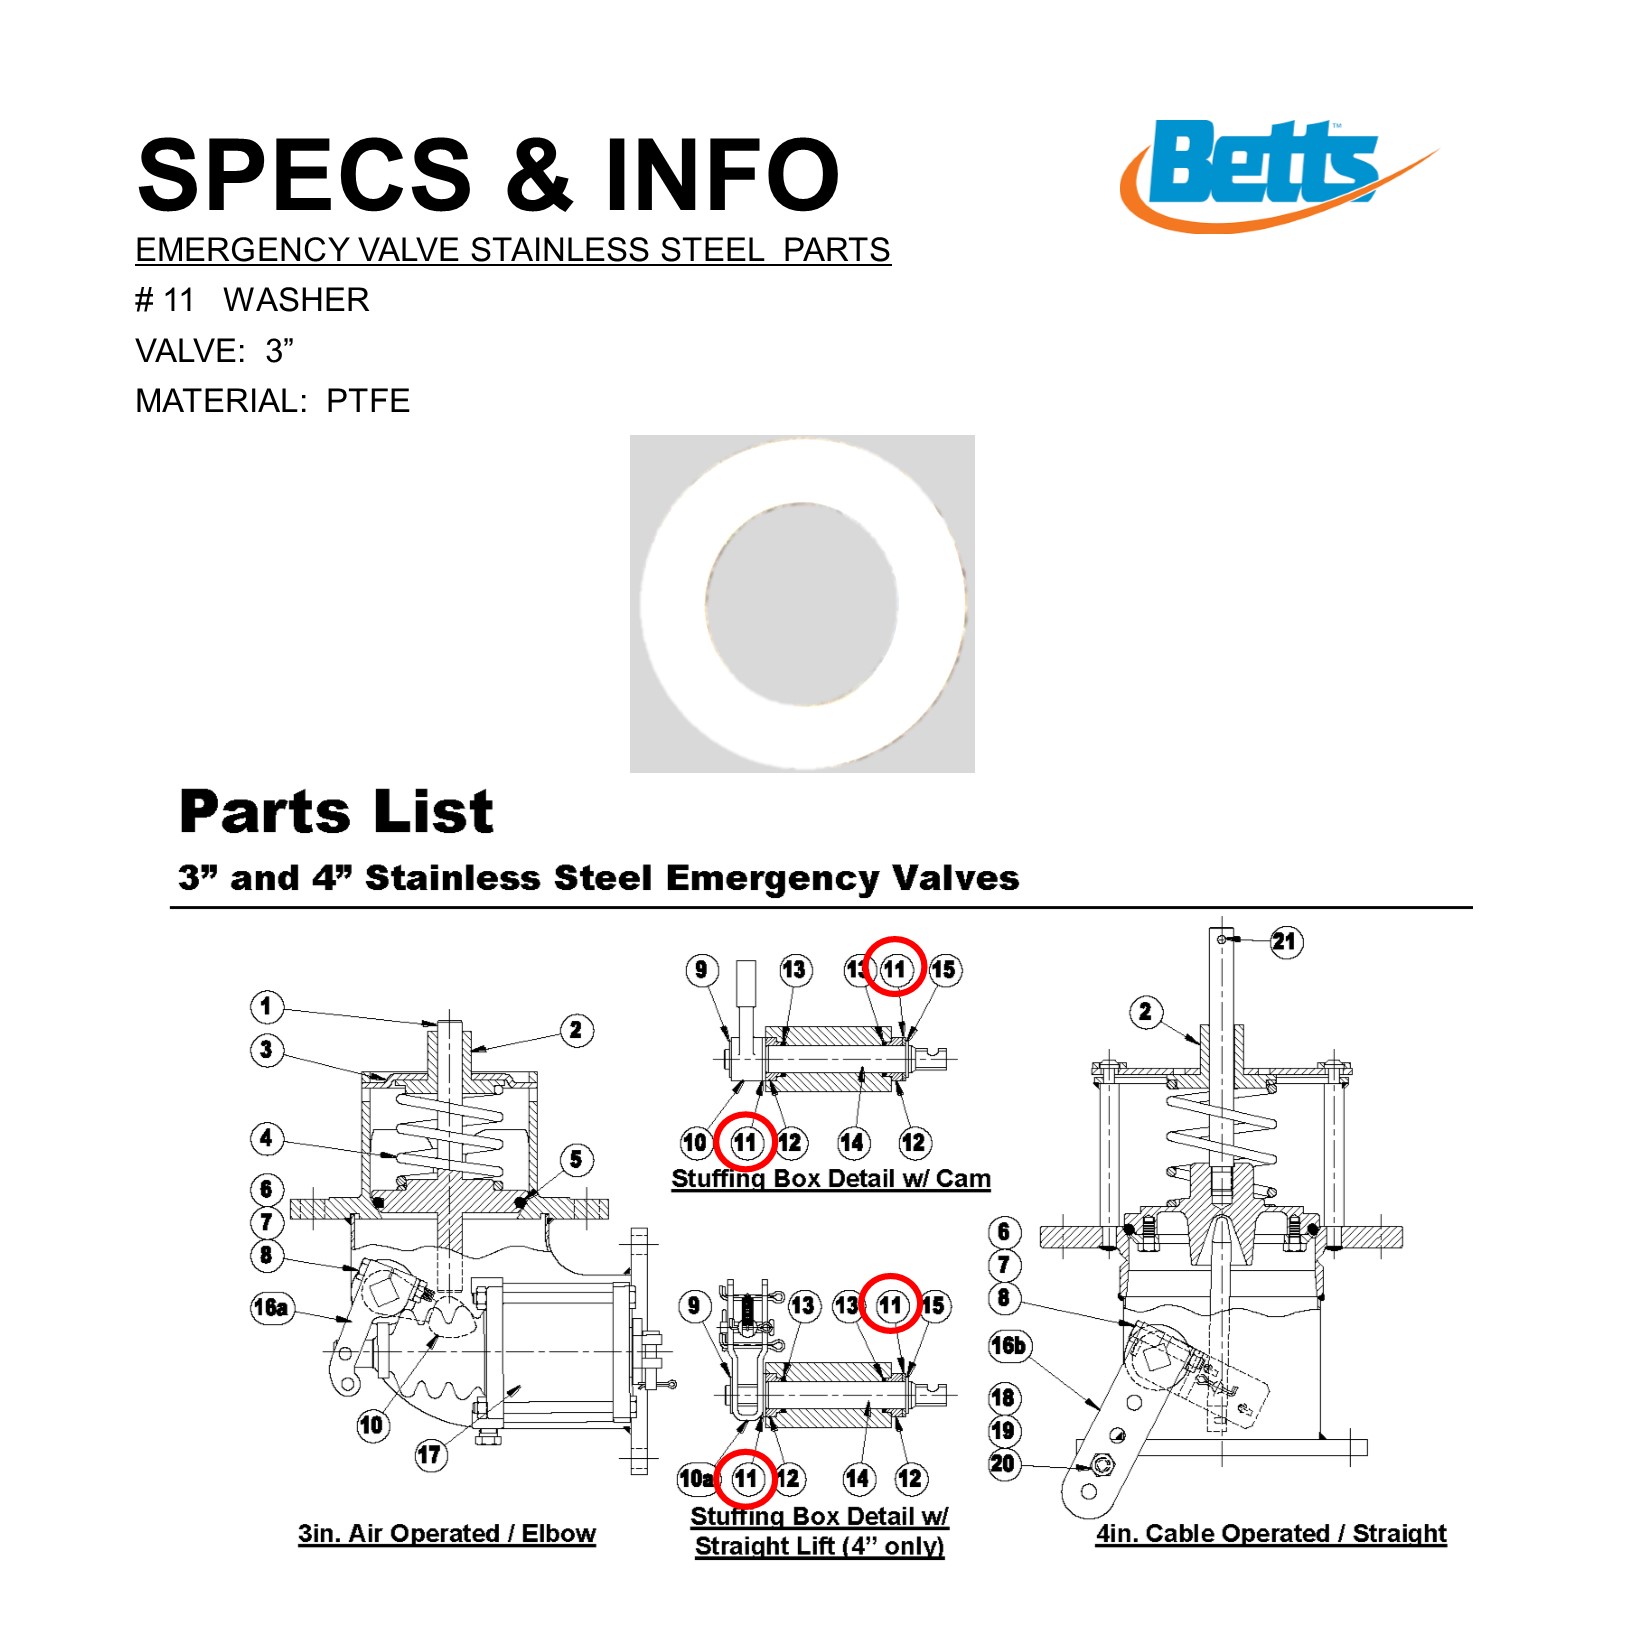 SPECS & INFO
Betts™
EMERGENCY VALVE STAINLESS STEEL PARTS
# 11 WASHER
VALVE: 3”
MATERIAL: PTFE
Parts List
3” and 4” Stainless Steel Emergency Valves
1
2
3
4
5
6
7
8
16a
10
17
3in. Air Operated / Elbow
9
13
13
11
15
10
11
12
14
12
Stuffing Box Detail w/ Cam
9
13
13
11
15
10a
11
12
14
12
Stuffing Box Detail w/
Straight Lift (4” only)
21
2
6
7
8
16b
18
19
20
4in. Cable Operated / Straight